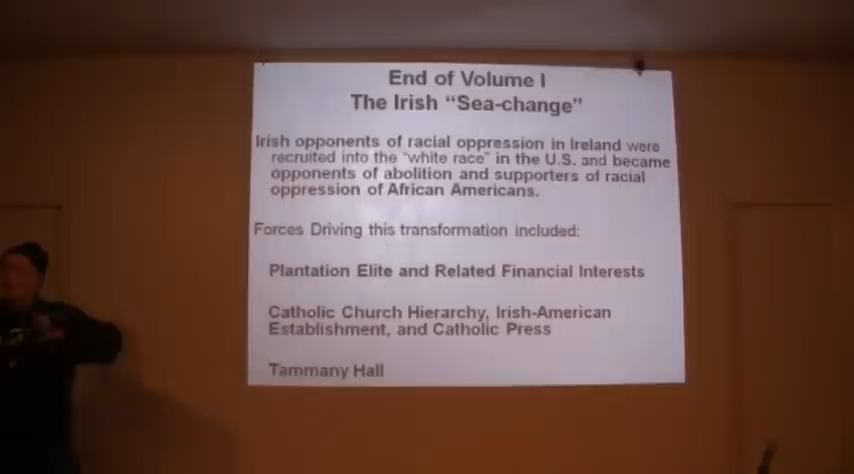 End of Volume I
The Irish “Sea-change”
Irish opponents of racial oppression in Ireland were
recruited into the “white race” in the U.S. and became
opponents of abolition and supporters of racial
oppression of African Americans.
Forces Driving this transformation included:
Plantation Elite and Related Financial Interests
Catholic Church Hierarchy, Irish-American
Establishment, and Catholic Press
Tammany Hall